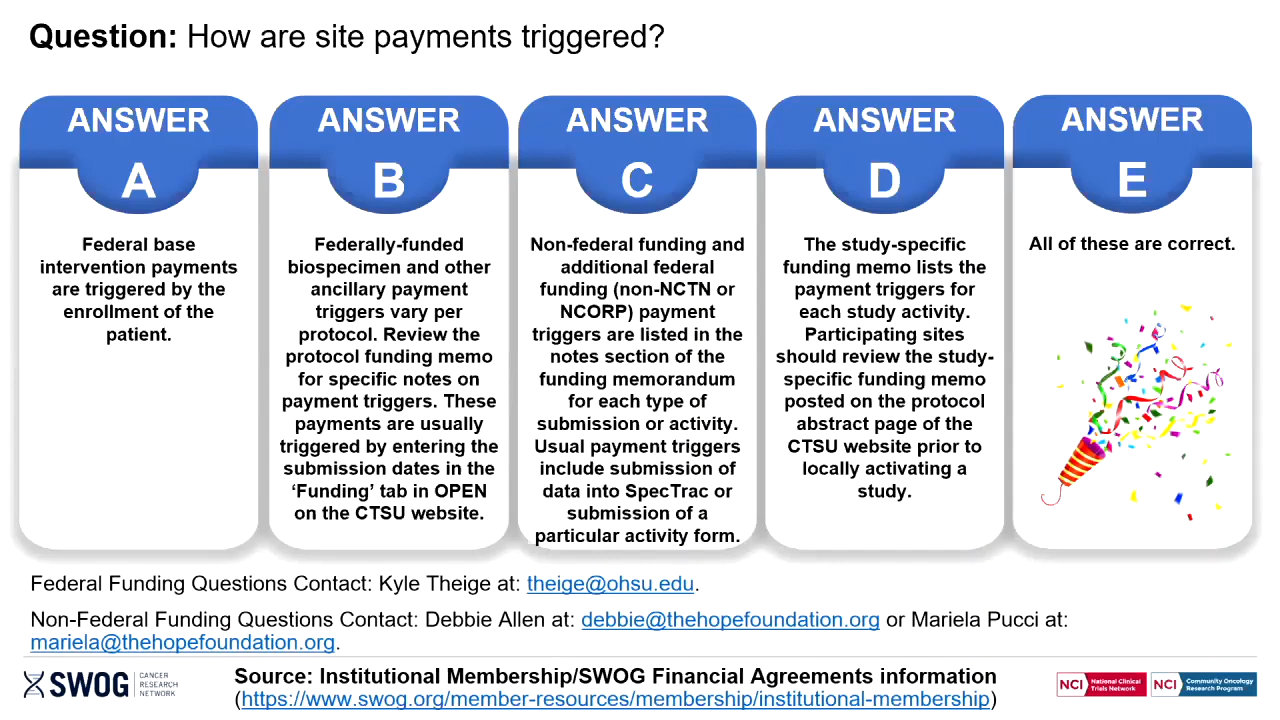 Question: How are site payments triggered?
ANSWER
A
Federal base
intervention payments
are triggered by the
enrollment of the
patient.
ANSWER
B
Federally-funded
biospecimen and other
ancillary payment
triggers vary per
protocol. Review the
protocol funding memo
for specific notes on
payment triggers. These
payments are usually
triggered by entering the
submission dates in the
‘Funding’ tab in OPEN
on the CTSU website.
ANSWER
C
Non-federal funding and
additional federal
funding (non-NCTN or
NCORP) payment
triggers are listed in the
notes section of the
funding memorandum
for each type of
submission or activity.
Usual payment triggers
include submission of
data into SpecTrac or
submission of a
particular activity form.
ANSWER
D
The study-specific
funding memo lists the
payment triggers for
each study activity.
Participating sites
should review the study-
specific funding memo
posted on the protocol
abstract page of the
CTSU website prior to
locally activating a
study.
ANSWER
E
All of these are correct.
Federal Funding Questions Contact: Kyle Theige at: theige@ohsu.edu.
Non-Federal Funding Questions Contact: Debbie Allen at: debbie@thehopefoundation.org or Mariela Pucci at:
mariela@thehopefoundation.org.
SWOG
CANCER
RESEARCH
NETWORK
Source: Institutional Membership/SWOG Financial Agreements information
(https://www.swog.org/member-resources/membership/institutional-membership)
NCI National Clinical
Trials Network
NCI Community Oncology
Research Program